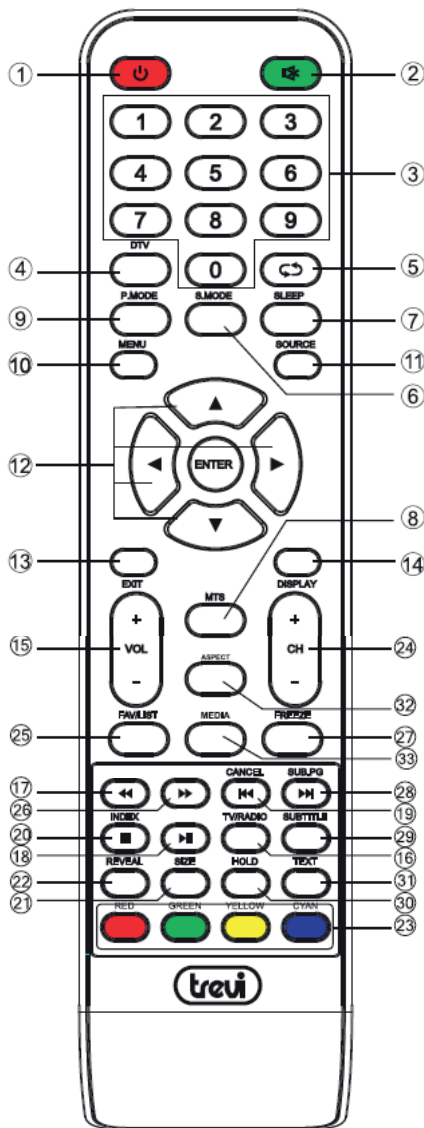 ① ②
1 2 3
4 5 6 ③
7 8 9
DTV
④ 0 ⑤
P.MODE S.MODE SLEEP
⑨ ⑦
MENU SOURCE
⑩ ⑥ ⑪
⑫ ENTER
⑧
⑬ ⑭
EXIT MTS DISPLAY
+ +
⑮ VOL CH ㉔
ASPECT
- -
㉜
FAV/LIST MEDIA FREEZE
㉕ ㉗
㉝
CANCEL SUB.PG
⑰ ㉘
㉖ ⑲
INDEX TV/RADIO SUBTITLE
⑳ ㉙
⑱ ⑯
REVEAL SIZE HOLD TEXT
㉒ ㉛
㉑ ㉚
RED GREEN YELLOW CYAN
㉓
trevi